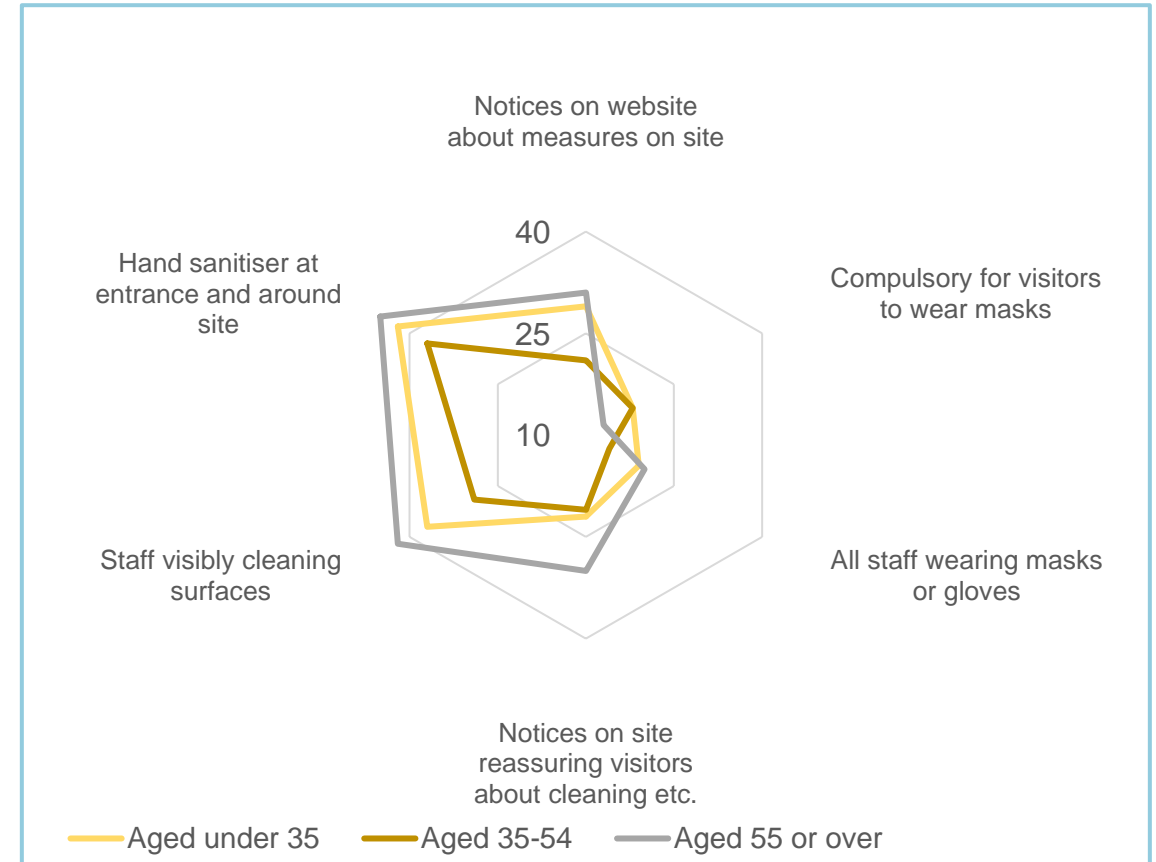 Notices on website
about measures on site
40
Hand sanitiser at
entrance and around
site
Compulsory for visitors
to wear masks
25
10
Staff visibly cleaning
surfaces
All staff wearing masks
or gloves
Notices on site
reassuring visitors
about cleaning etc.
Aged under 35
Aged 35-54
Aged 55 or over